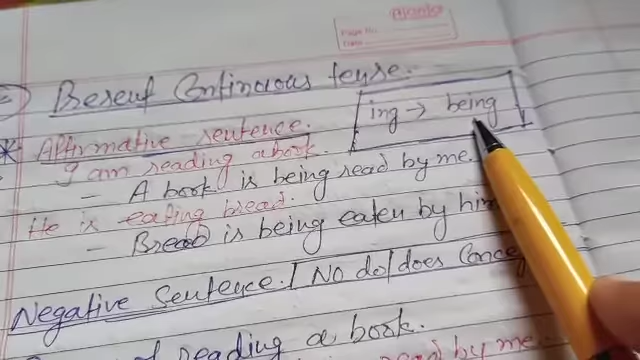 Present Continuous tense.
ing → being
* Affirmative sentence.
I am reading a book.
- A book is being read by me.
He is eating bread.
- Bread is being eaten by him
Negative sentence. / No do/does Concept
reading a book.
read by me.